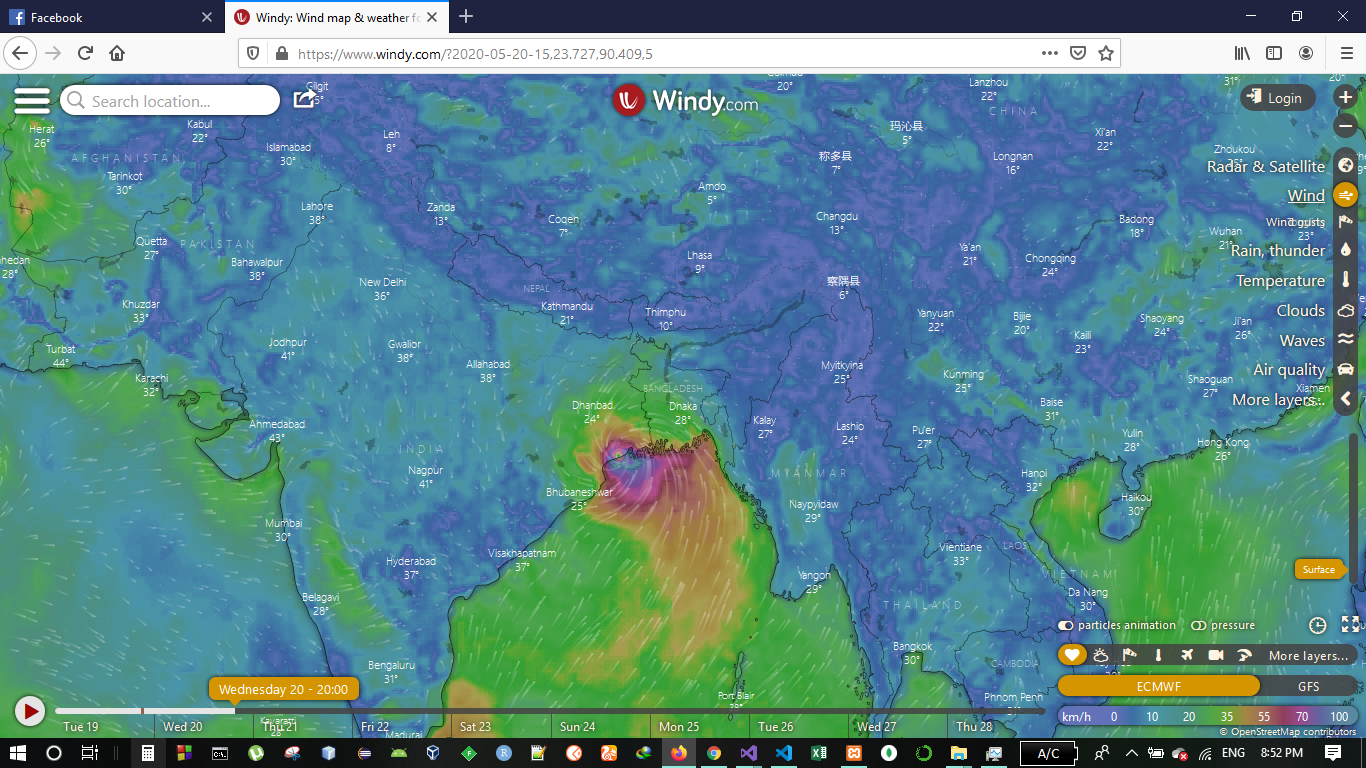 Facebook
Windy: Wind map & weather fo
https://www.windy.com/?2020-05-20-15,23.727,90.409,5
Search location...
Windy.com
Login
Gilgit
20°
Lanzhou
22°
CHINA
31°
20°
Herat
26°
Kabul
22°
Leh
8°
玛沁县
5°
Xi'an
22°
AFGHANISTAN
Islamabad
30°
称多县
7°
Longnan
16°
Zhoukou
Radar & Satellite
Tarinkot
30°
Amdo
5°
Wind
Lahore
38°
Zanda
13°
Coqen
7°
Changdu
13°
Badong
18°
Wind gusts
23°
Quetta
27°
PAKISTAN
Wuhan
21°
Ya'an
21°
Rain, thunder
Lhasa
9°
Chongqing
24°
28°
Bahawalpur
38°
New Delhi
36°
NEPAL
察隅县
6°
Temperature
Khuzdar
33°
Kathmandu
21°
Thimphu
10°
Yanyuan
22°
Bijie
20°
Shaoyang
24°
Ji'an
26°
Clouds
Turbat
44°
Jodhpur
41°
Gwalior
38°
Kaili
23°
Waves
Allahabad
38°
Myitkyina
25°
Kunming
25°
Air quality
Karachi
32°
BANGLADESH
Shaoguan
27°
Xiamen
More layers..
Dhanbad
24°
Dhaka
28°
Baise
31°
Ahmedabad
43°
Kalay
27°
Lashio
24°
Pu'er
27°
Yulin
28°
Hong Kong
26°
INDIA
Nagpur
41°
MYANMAR
Hanoi
32°
Bhubaneshwar
25°
Naypyidaw
29°
Haikou
30°
Mumbai
30°
Visakhapatnam
37°
Vientiane
33°
LAOS
Hyderabad
37°
Yangon
29°
VIETNAM
Surface
Belagavi
28°
THAILAND
Da Nang
30°
particles animation
pressure
Bangkok
30°
Bengaluru
31°
CAMBODIA
More layers...
Wednesday 20 - 20:00
Port Blair
Phnom Penh
ECMWF
GFS
km/h 0 10 20 35 55 70 100
Tue 19 Wed 20 Thu 21 Fri 22 Sat 23 Sun 24 Mon 25 Tue 26 Wed 27 Thu 28
Kavaratti
Madurai
© OpenStreetMap contributors
A/C
ENG
8:52 PM